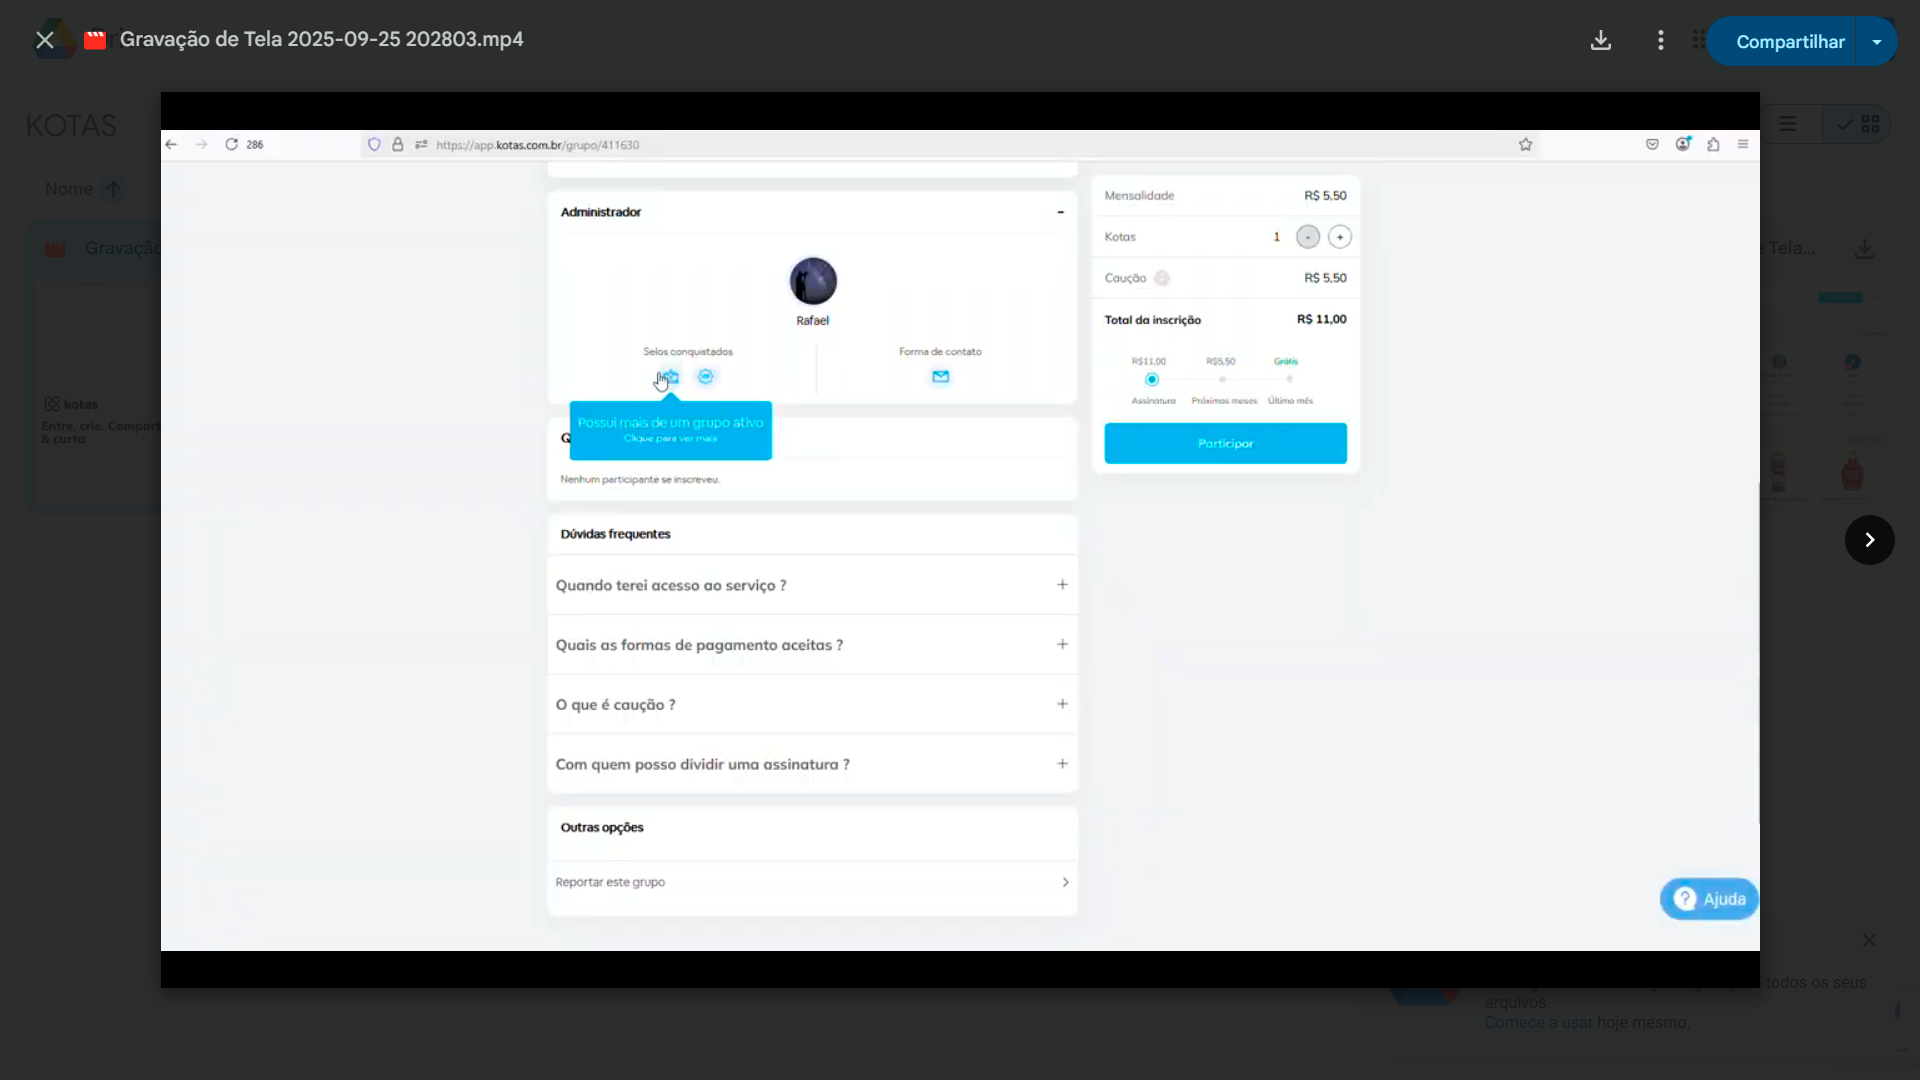 Gravação de Tela 2025-09-25 202803.mp4
Compartilhar
KOTAS
Nome
Gravação
e Tela...
kotas
Entre, crie. Compart
& curta
286
https://app.kotas.com.br/grupo/411630
Administrador
Rafael
Selos conquistados
Forma de contato
Possui mais de um grupo ativo
Clique para ver mais
Q
Nenhum participante se inscreveu.
Dúvidas frequentes
Quando terei acesso ao serviço ?
Quais as formas de pagamento aceitas ?
O que é caução ?
Com quem posso dividir uma assinatura ?
Outras opções
Reportar este grupo
Mensalidade R$ 5,50
Kotas 1 - +
Caução R$ 5,50
Total da inscrição R$ 11,00
R$11,00 R$5,50 Grátis
Assinatura Próximos meses Último mês
Participar
Ajuda
todos os seus
arquivos.
Comece a usar hoje mesmo.